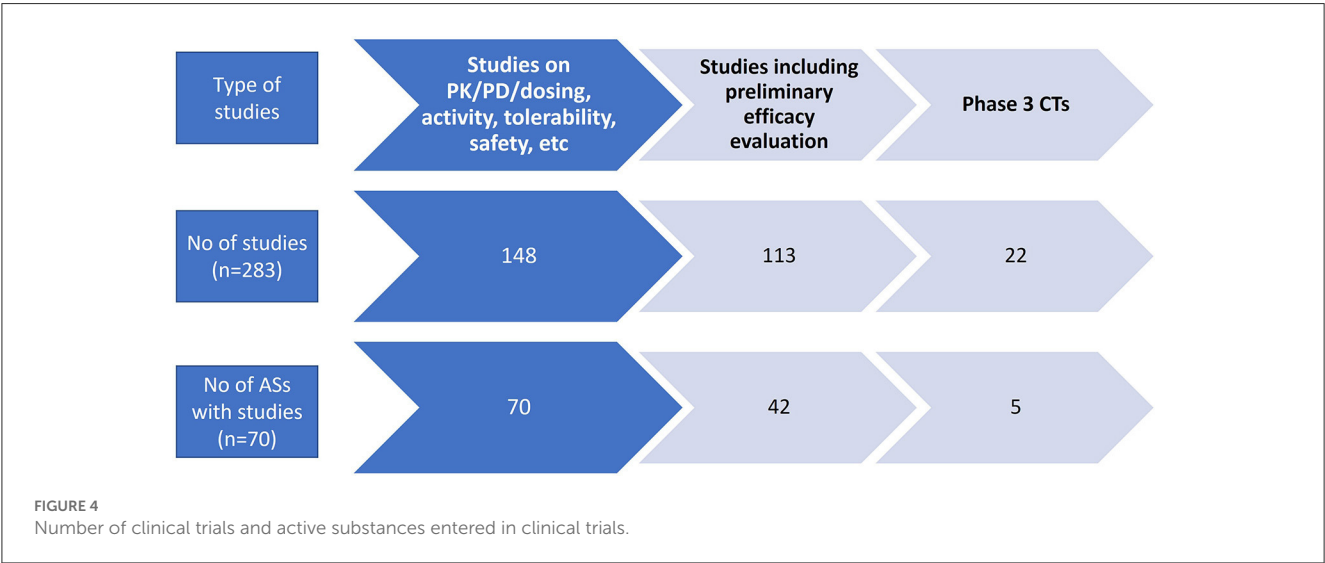 Type of
studies
Studies on
PK/PD/dosing,
activity, tolerability,
safety, etc
Studies including
preliminary
efficacy
evaluation
Phase 3 CTs
No of studies
(n=283)
148
113
22
No of ASs
with studies
(n=70)
70
42
5
FIGURE 4
Number of clinical trials and active substances entered in clinical trials.